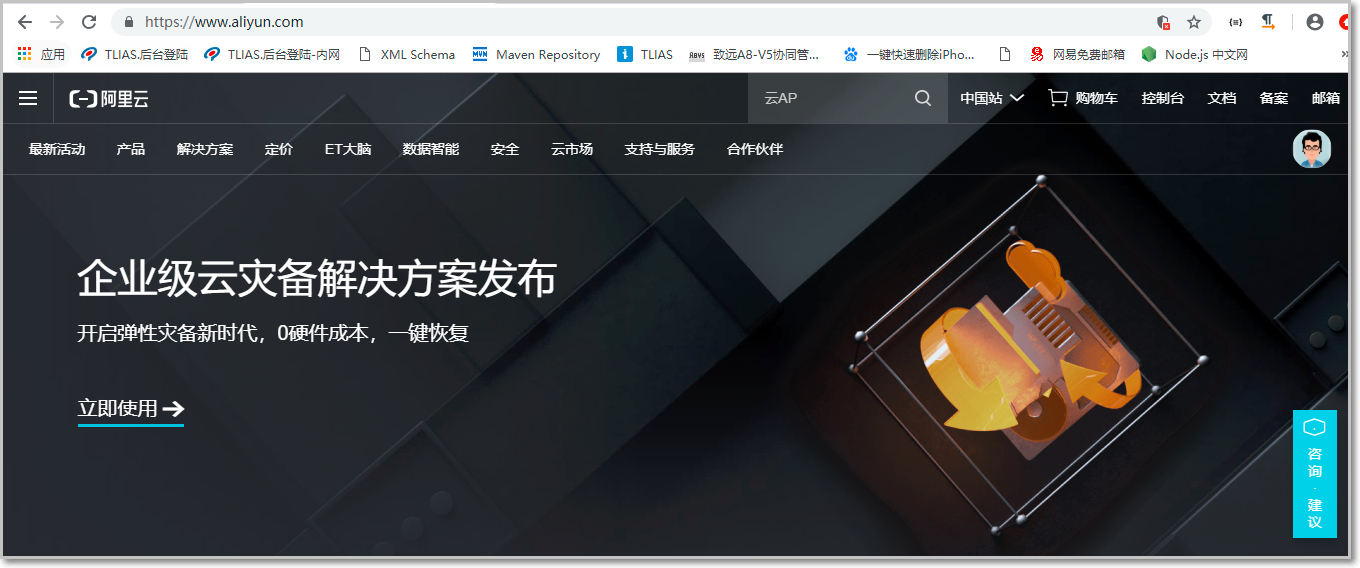 https://www.aliyun.com
应用 TLIAS.后台登陆 TLIAS.后台登陆-内网 XML Schema Maven Repository TLIAS 致远A8-V5协同管... 一键快速删除iPho... 网易免费邮箱 Node.js 中文网
阿里云 云AP 中国站 购物车 控制台 文档 备案 邮箱
最新活动 产品 解决方案 定价 ET大脑 数据智能 安全 云市场 支持与服务 合作伙伴
企业级云灾备解决方案发布
开启弹性灾备新时代，0硬件成本，一键恢复
立即使用
咨
询
·
建
议